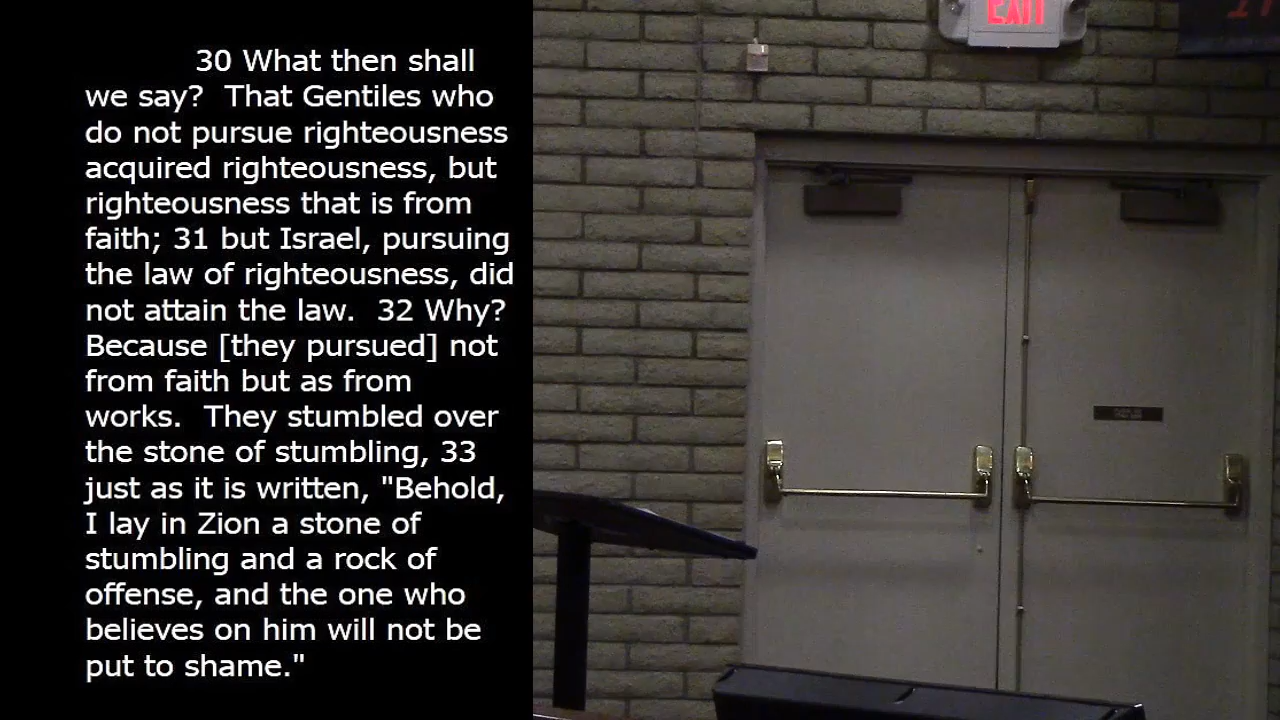 30 What then shall
we say?  That Gentiles who
do not pursue righteousness
acquired righteousness, but
righteousness that is from
faith; 31 but Israel, pursuing
the law of righteousness, did
not attain the law.  32 Why?
Because [they pursued] not
from faith but as from
works.  They stumbled over
the stone of stumbling, 33
just as it is written, "Behold,
I lay in Zion a stone of
stumbling and a rock of
offense, and the one who
believes on him will not be
put to shame."
EXIT